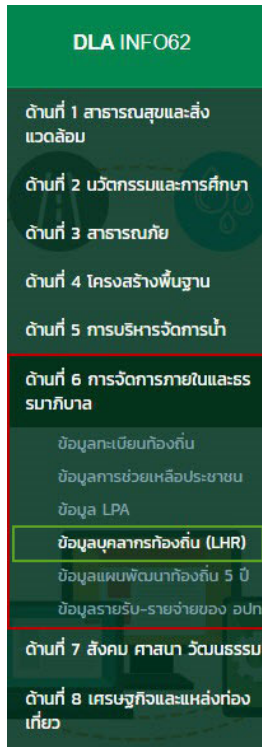 DLA INFO62
ด้านที่ 1 สาธารณสุขและสิ่ง
แวดล้อม
ด้านที่ 2 นวัตกรรมและการศึกษา
ด้านที่ 3 สาธารณภัย
ด้านที่ 4 โครงสร้างพื้นฐาน
ด้านที่ 5 การบริหารจัดการน้ำ
ด้านที่ 6 การจัดการภายในและธร
รมาภิบาล
ข้อมูลทะเบียนท้องถิ่น
ข้อมูลการช่วยเหลือประชาชน
ข้อมูล LPA
ข้อมูลบุคลากรท้องถิ่น (LHR)
ข้อมูลแผนพัฒนาท้องถิ่น 5 ปี
ข้อมูลรายรับ-รายจ่ายของ อปท
ด้านที่ 7 สังคม ศาสนา วัฒนธรรม
ด้านที่ 8 เศรษฐกิจและแหล่งท่อง
เที่ยว